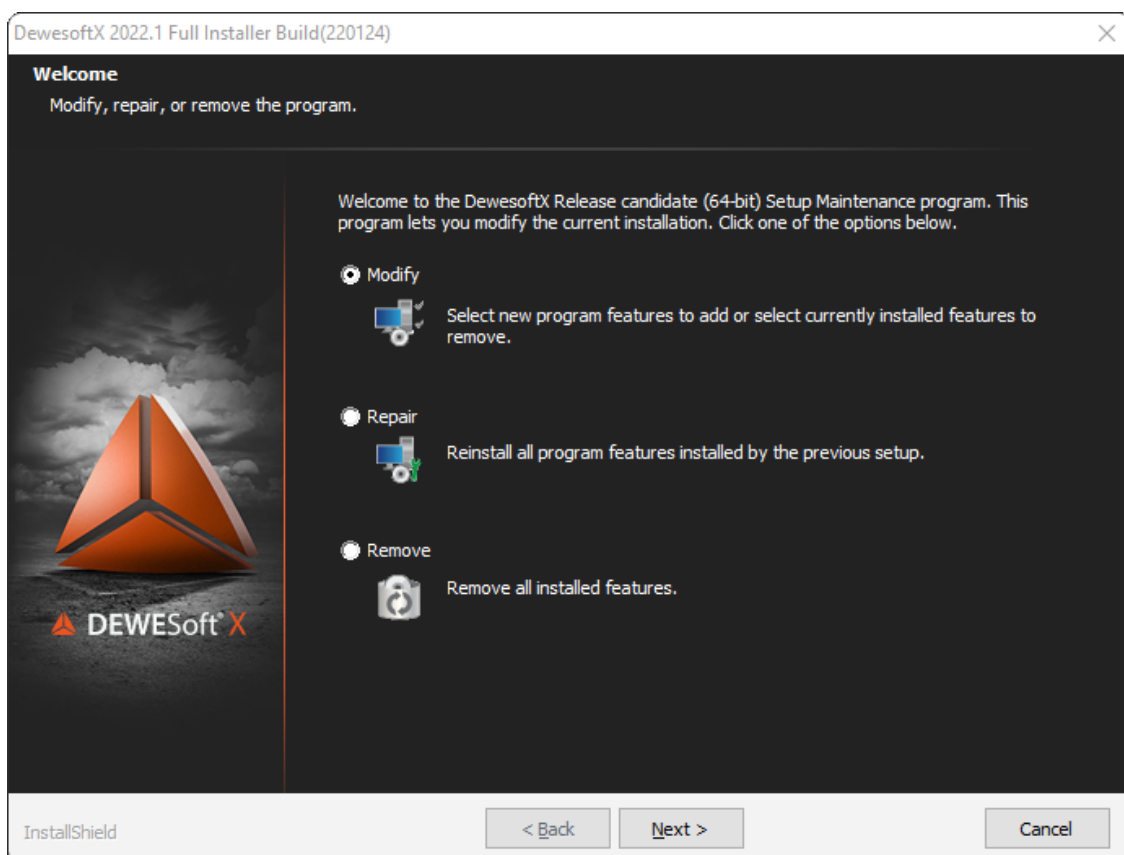 DewesoftX 2022.1 Full Installer Build(220124)
Welcome
Modify, repair, or remove the program.
Welcome to the DewesoftX Release candidate (64-bit) Setup Maintenance program. This
program lets you modify the current installation. Click one of the options below.
Modify
Select new program features to add or select currently installed features to
remove.
Repair
Reinstall all program features installed by the previous setup.
Remove
Remove all installed features.
DEWESoft® X
InstallShield
< Back
Next >
Cancel